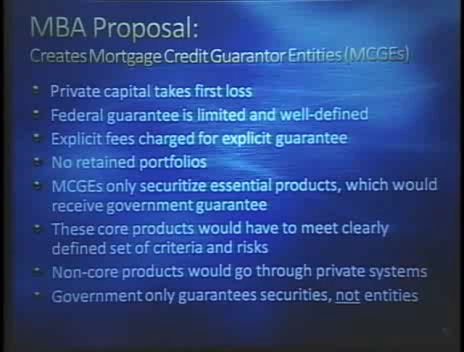 MBA Proposal:
Creates Mortgage Credit Guarantor Entities (MCGEs)
Private capital takes first loss
Federal guarantee is limited and well-defined
Explicit fees charged for explicit guarantee
No retained portfolios
MCGEs only securitize essential products, which would
receive government guarantee
These core products would have to meet clearly
defined set of criteria and risks
Non-core products would go through private systems
Government only guarantees securities, not entities